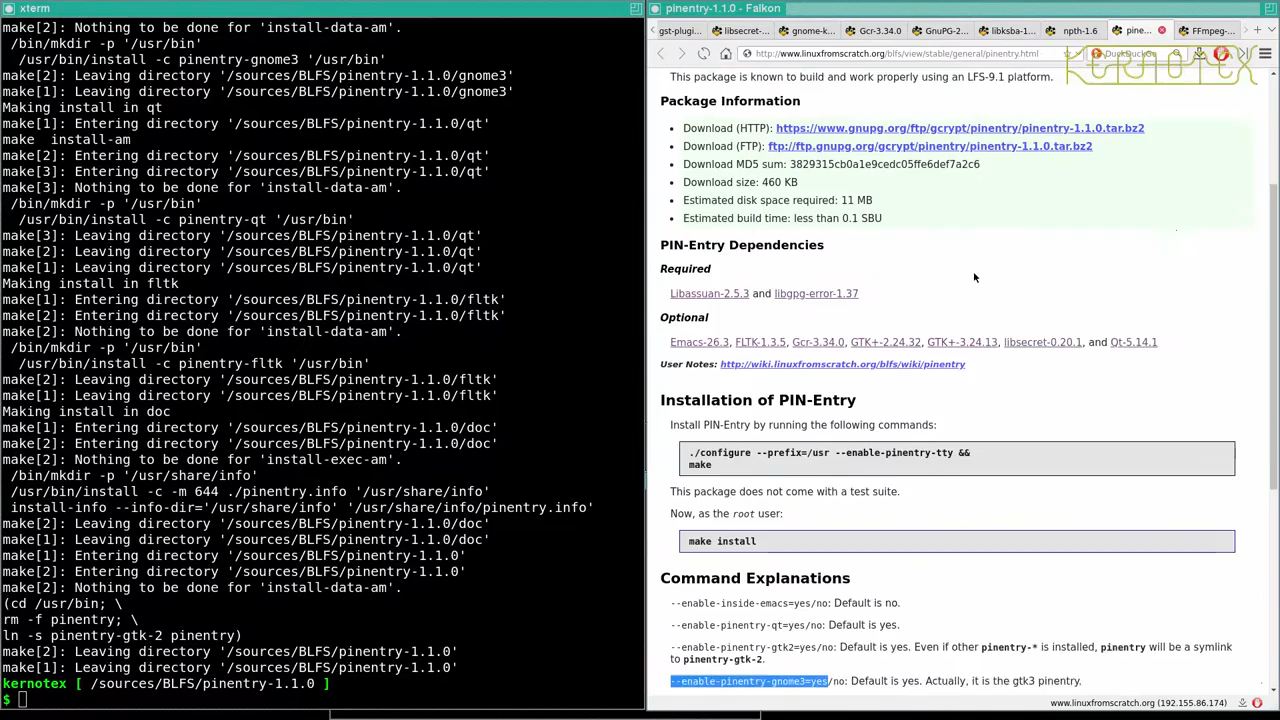 xterm
make[2]: Nothing to be done for 'install-data-am'.
/bin/mkdir -p '/usr/bin'
/usr/bin/install -c pinentry-gnome3 '/usr/bin'
make[2]: Leaving directory '/sources/BLFS/pinentry-1.1.0/gnome3'
make[1]: Leaving directory '/sources/BLFS/pinentry-1.1.0/gnome3'
Making install in qt
make[1]: Entering directory '/sources/BLFS/pinentry-1.1.0/qt'
make  install-am
make[2]: Entering directory '/sources/BLFS/pinentry-1.1.0/qt'
make[3]: Entering directory '/sources/BLFS/pinentry-1.1.0/qt'
make[3]: Nothing to be done for 'install-data-am'.
/bin/mkdir -p '/usr/bin'
/usr/bin/install -c pinentry-qt '/usr/bin'
make[3]: Leaving directory '/sources/BLFS/pinentry-1.1.0/qt'
make[2]: Leaving directory '/sources/BLFS/pinentry-1.1.0/qt'
make[1]: Leaving directory '/sources/BLFS/pinentry-1.1.0/qt'
Making install in fltk
make[1]: Entering directory '/sources/BLFS/pinentry-1.1.0/fltk'
make[2]: Entering directory '/sources/BLFS/pinentry-1.1.0/fltk'
make[2]: Nothing to be done for 'install-data-am'.
/bin/mkdir -p '/usr/bin'
/usr/bin/install -c pinentry-fltk '/usr/bin'
make[2]: Leaving directory '/sources/BLFS/pinentry-1.1.0/fltk'
make[1]: Leaving directory '/sources/BLFS/pinentry-1.1.0/fltk'
Making install in doc
make[1]: Entering directory '/sources/BLFS/pinentry-1.1.0/doc'
make[2]: Entering directory '/sources/BLFS/pinentry-1.1.0/doc'
make[2]: Nothing to be done for 'install-exec-am'.
/bin/mkdir -p '/usr/share/info'
/usr/bin/install -c -m 644 ./pinentry.info '/usr/share/info'
install-info --info-dir='/usr/share/info' '/usr/share/info/pinentry.info'
make[2]: Leaving directory '/sources/BLFS/pinentry-1.1.0/doc'
make[1]: Leaving directory '/sources/BLFS/pinentry-1.1.0/doc'
make[1]: Entering directory '/sources/BLFS/pinentry-1.1.0'
make[2]: Entering directory '/sources/BLFS/pinentry-1.1.0'
make[2]: Nothing to be done for 'install-data-am'.
(cd /usr/bin; \
rm -f pinentry; \
ln -s pinentry-gtk-2 pinentry)
make[2]: Leaving directory '/sources/BLFS/pinentry-1.1.0'
make[1]: Leaving directory '/sources/BLFS/pinentry-1.1.0'
kernotex [ /sources/BLFS/pinentry-1.1.0 ]
$
pinentry-1.1.0 - Falkon
gst-plugi... libsecret-... gnome-k... Gcr-3.34.0 GnuPG-2... libksba-1... npth-1.6 pine... FFmpeg-...
http://www.linuxfromscratch.org/blfs/view/stable/general/pinentry.html DuckDuckGo
KERNOTEX
This package is known to build and work properly using an LFS-9.1 platform.
Package Information
Download (HTTP): https://www.gnupg.org/ftp/gcrypt/pinentry/pinentry-1.1.0.tar.bz2
Download (FTP): ftp://ftp.gnupg.org/gcrypt/pinentry/pinentry-1.1.0.tar.bz2
Download MD5 sum: 3829315cb0a1e9cedc05ffe6def7a2c6
Download size: 460 KB
Estimated disk space required: 11 MB
Estimated build time: less than 0.1 SBU
PIN-Entry Dependencies
Required
Libassuan-2.5.3 and libgpg-error-1.37
Optional
Emacs-26.3, FLTK-1.3.5, Gcr-3.34.0, GTK+-2.24.32, GTK+-3.24.13, libsecret-0.20.1, and Qt-5.14.1
User Notes: http://wiki.linuxfromscratch.org/blfs/wiki/pinentry
Installation of PIN-Entry
Install PIN-Entry by running the following commands:
./configure --prefix=/usr --enable-pinentry-tty &&
make
This package does not come with a test suite.
Now, as the root user:
make install
Command Explanations
--enable-inside-emacs=yes/no: Default is no.
--enable-pinentry-qt=yes/no: Default is yes.
--enable-pinentry-gtk2=yes/no: Default is yes. Even if other pinentry-* is installed, pinentry will be a symlink
to pinentry-gtk-2.
--enable-pinentry-gnome3=yes/no: Default is yes. Actually, it is the gtk3 pinentry.
www.linuxfromscratch.org (192.155.86.174)